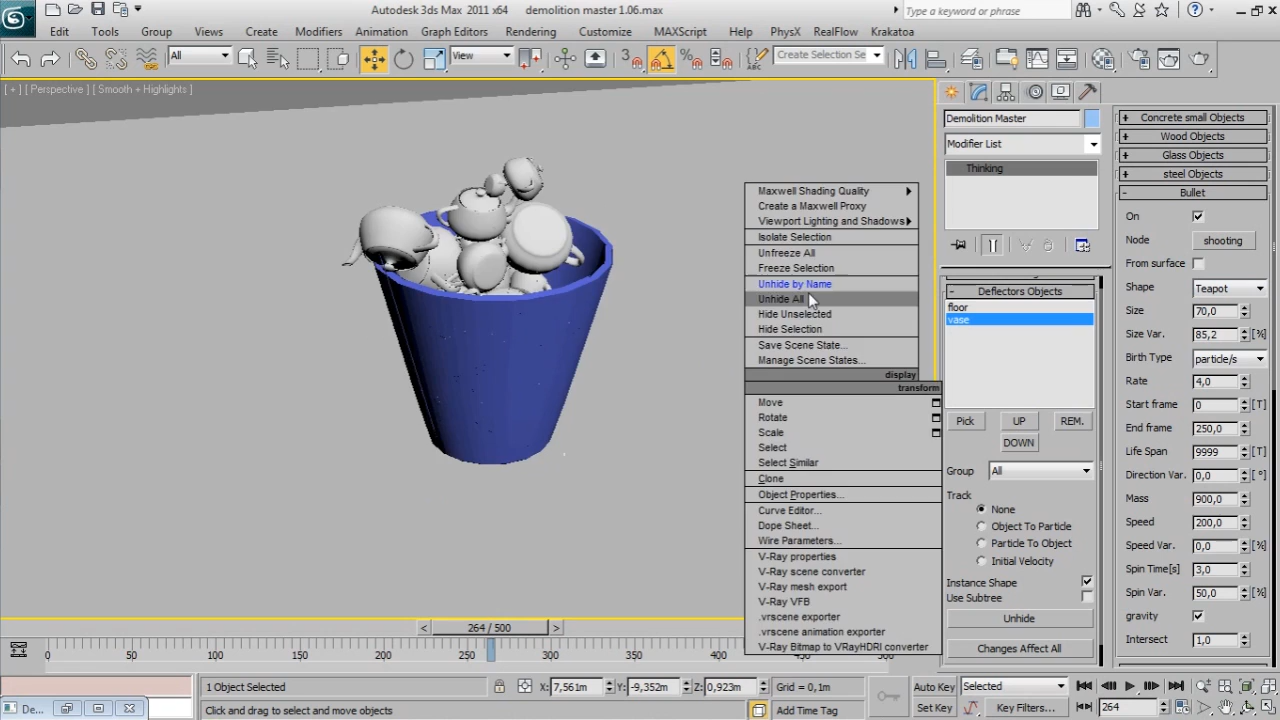 Autodesk 3ds Max 2011 x64 demolition master 1.06.max
Type a keyword or phrase
Edit Tools Group Views Create Modifiers Animation Graph Editors Rendering Customize MAXScript Help PhysX RealFlow Krakatoa
All View 3 Create Selection Se
[ + ] [ Perspective ] [ Smooth + Highlights ]
Demolition Master
Modifier List
Thinking
Deflectors Objects
floor
vase
Pick UP REM.
DOWN
Group All
Track
None
Object To Particle
Particle To Object
Initial Velocity
Instance Shape
Use Subtree
Unhide
Changes Affect All
+ Concrete small Objects
+ Wood Objects
+ Glass Objects
+ steel Objects
- Bullet
On
Node shooting
From surface
Shape Teapot
Size 70,0
Size Var. 85,2 [%]
Birth Type particle/s
Rate 4,0
Start frame 0 [T]
End frame 250,0
Life Span 9999 [T]
Direction Var. 0,0 [°]
Mass 900,0
Speed 200,0
Speed Var. 0,0 [%]
Spin Time[s] 3,0
Spin Var. 50,0 [%]
gravity
Intersect 1,0
Maxwell Shading Quality
Create a Maxwell Proxy
Viewport Lighting and Shadows
Isolate Selection
Unfreeze All
Freeze Selection
Unhide by Name
Unhide All
Hide Unselected
Hide Selection
Save Scene State...
Manage Scene States...
display
transform
Move
Rotate
Scale
Select
Select Similar
Clone
Object Properties...
Curve Editor...
Dope Sheet...
Wire Parameters...
V-Ray properties
V-Ray scene converter
V-Ray mesh export
V-Ray VFB
.vrscene exporter
.vrscene animation exporter
V-Ray Bitmap to VRayHDRI converter
< 264 / 500 >
0 50 100 150 200 250 300 350 400
1 Object Selected X: 7,561m Y: -9,352m Z: 0,923m Grid = 0,1m Auto Key Selected
De... Click and drag to select and move objects Add Time Tag Set Key Key Filters... 264